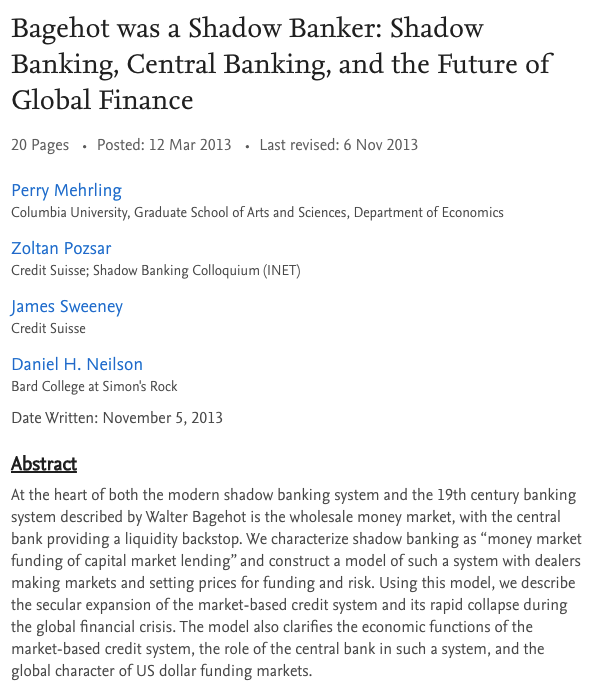 Bagehot was a Shadow Banker: Shadow
Banking, Central Banking, and the Future of
Global Finance
20 Pages • Posted: 12 Mar 2013 • Last revised: 6 Nov 2013
Perry Mehrling
Columbia University, Graduate School of Arts and Sciences, Department of Economics
Zoltan Pozsar
Credit Suisse; Shadow Banking Colloquium (INET)
James Sweeney
Credit Suisse
Daniel H. Neilson
Bard College at Simon's Rock
Date Written: November 5, 2013
Abstract
At the heart of both the modern shadow banking system and the 19th century banking
system described by Walter Bagehot is the wholesale money market, with the central
bank providing a liquidity backstop. We characterize shadow banking as “money market
funding of capital market lending” and construct a model of such a system with dealers
making markets and setting prices for funding and risk. Using this model, we describe
the secular expansion of the market-based credit system and its rapid collapse during
the global financial crisis. The model also clarifies the economic functions of the
market-based credit system, the role of the central bank in such a system, and the
global character of US dollar funding markets.